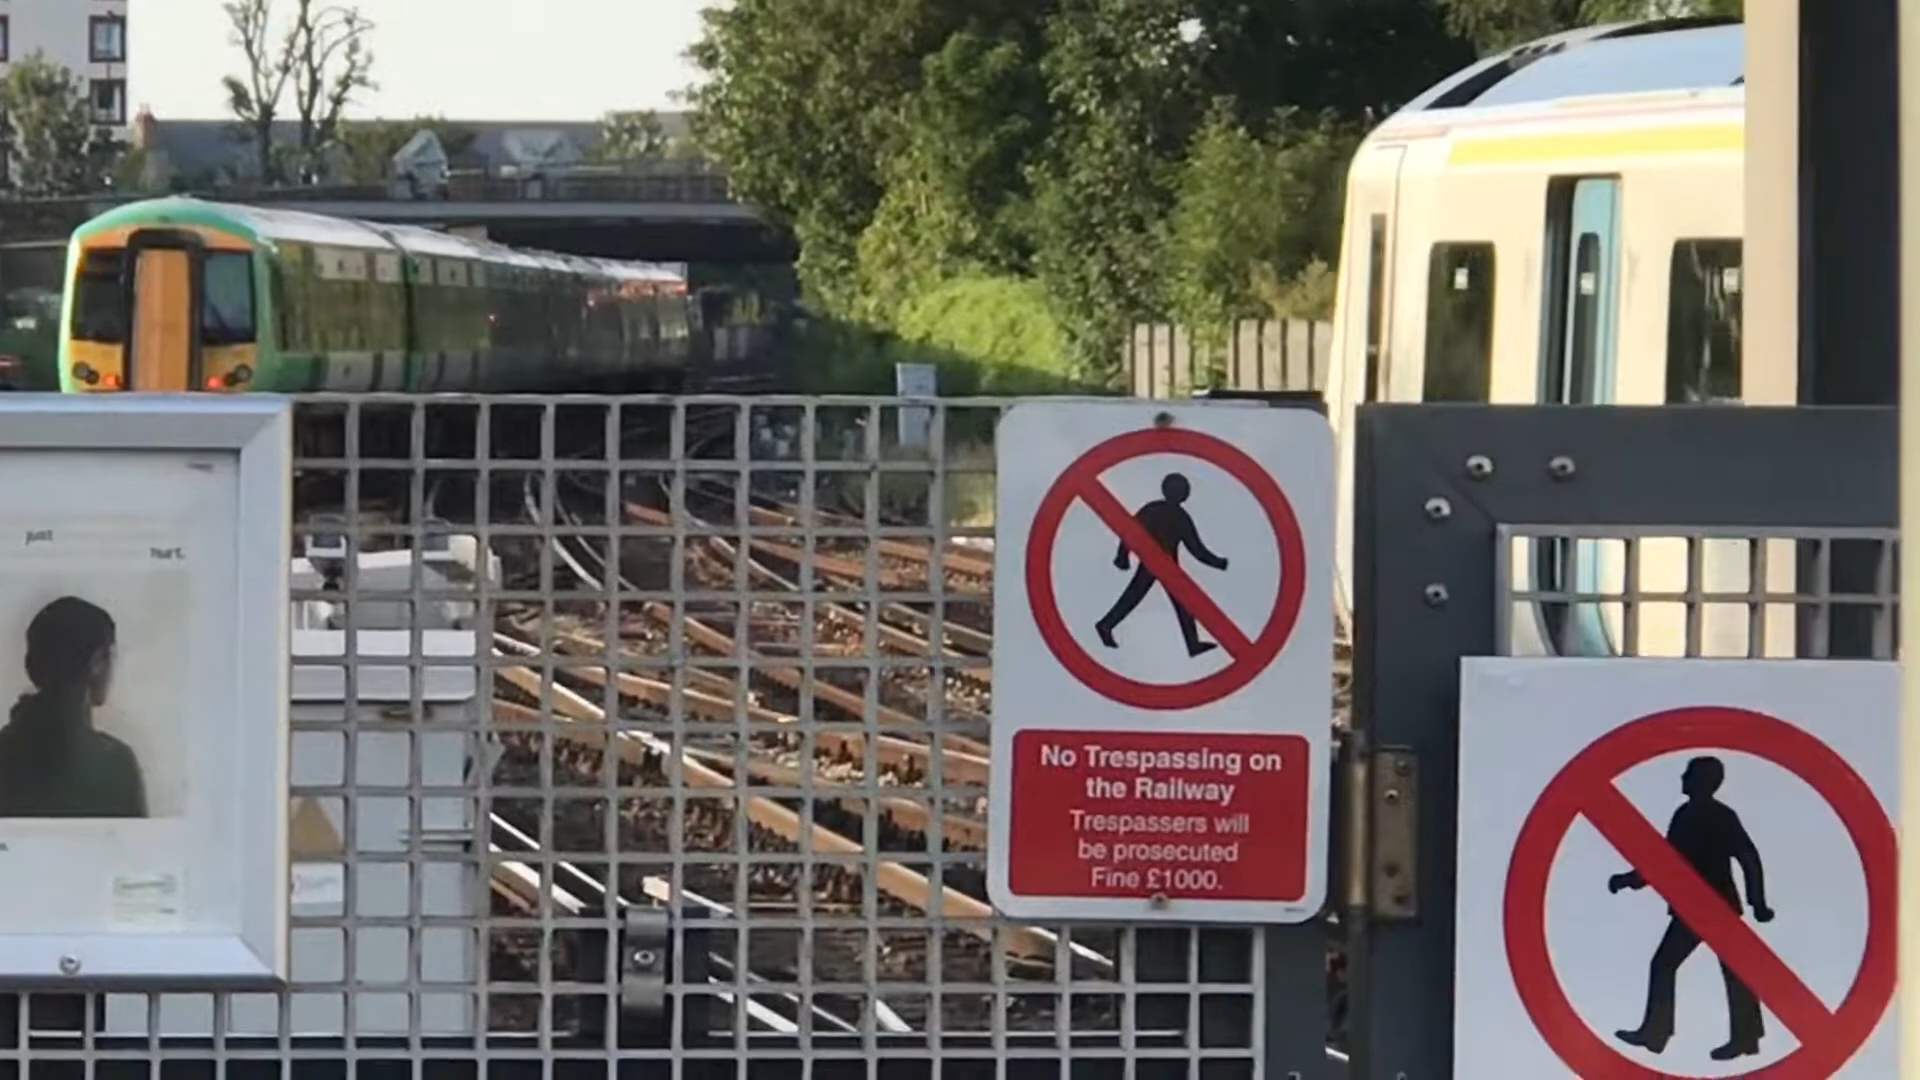 just
hurt.
No Trespassing on
the Railway
Trespassers will
be prosecuted
Fine £1000.